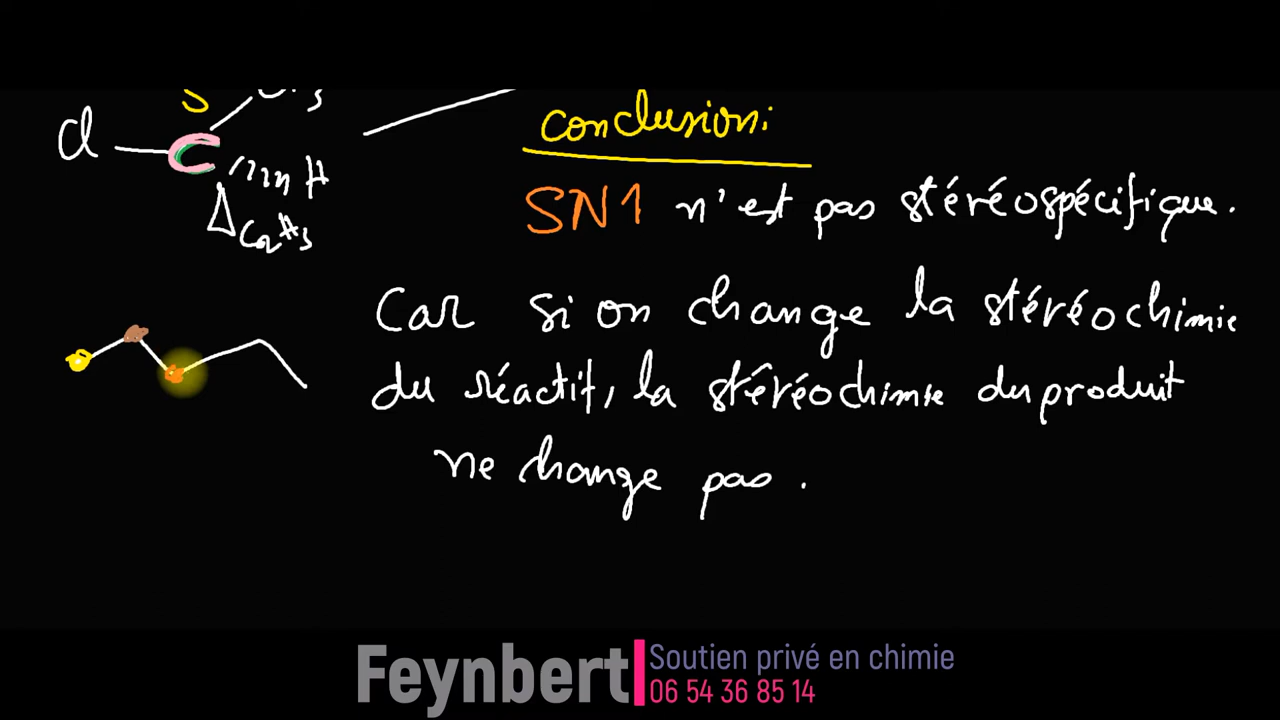 S
conclusion:
Cl
C
H
C2H5
SN1 n'est pas stéréospécifique.
Car si on change la stéréochimie
du réactif, la stéréochimie du produit
ne change pas.
Feynbert
Soutien privé en chimie
06 54 36 85 14